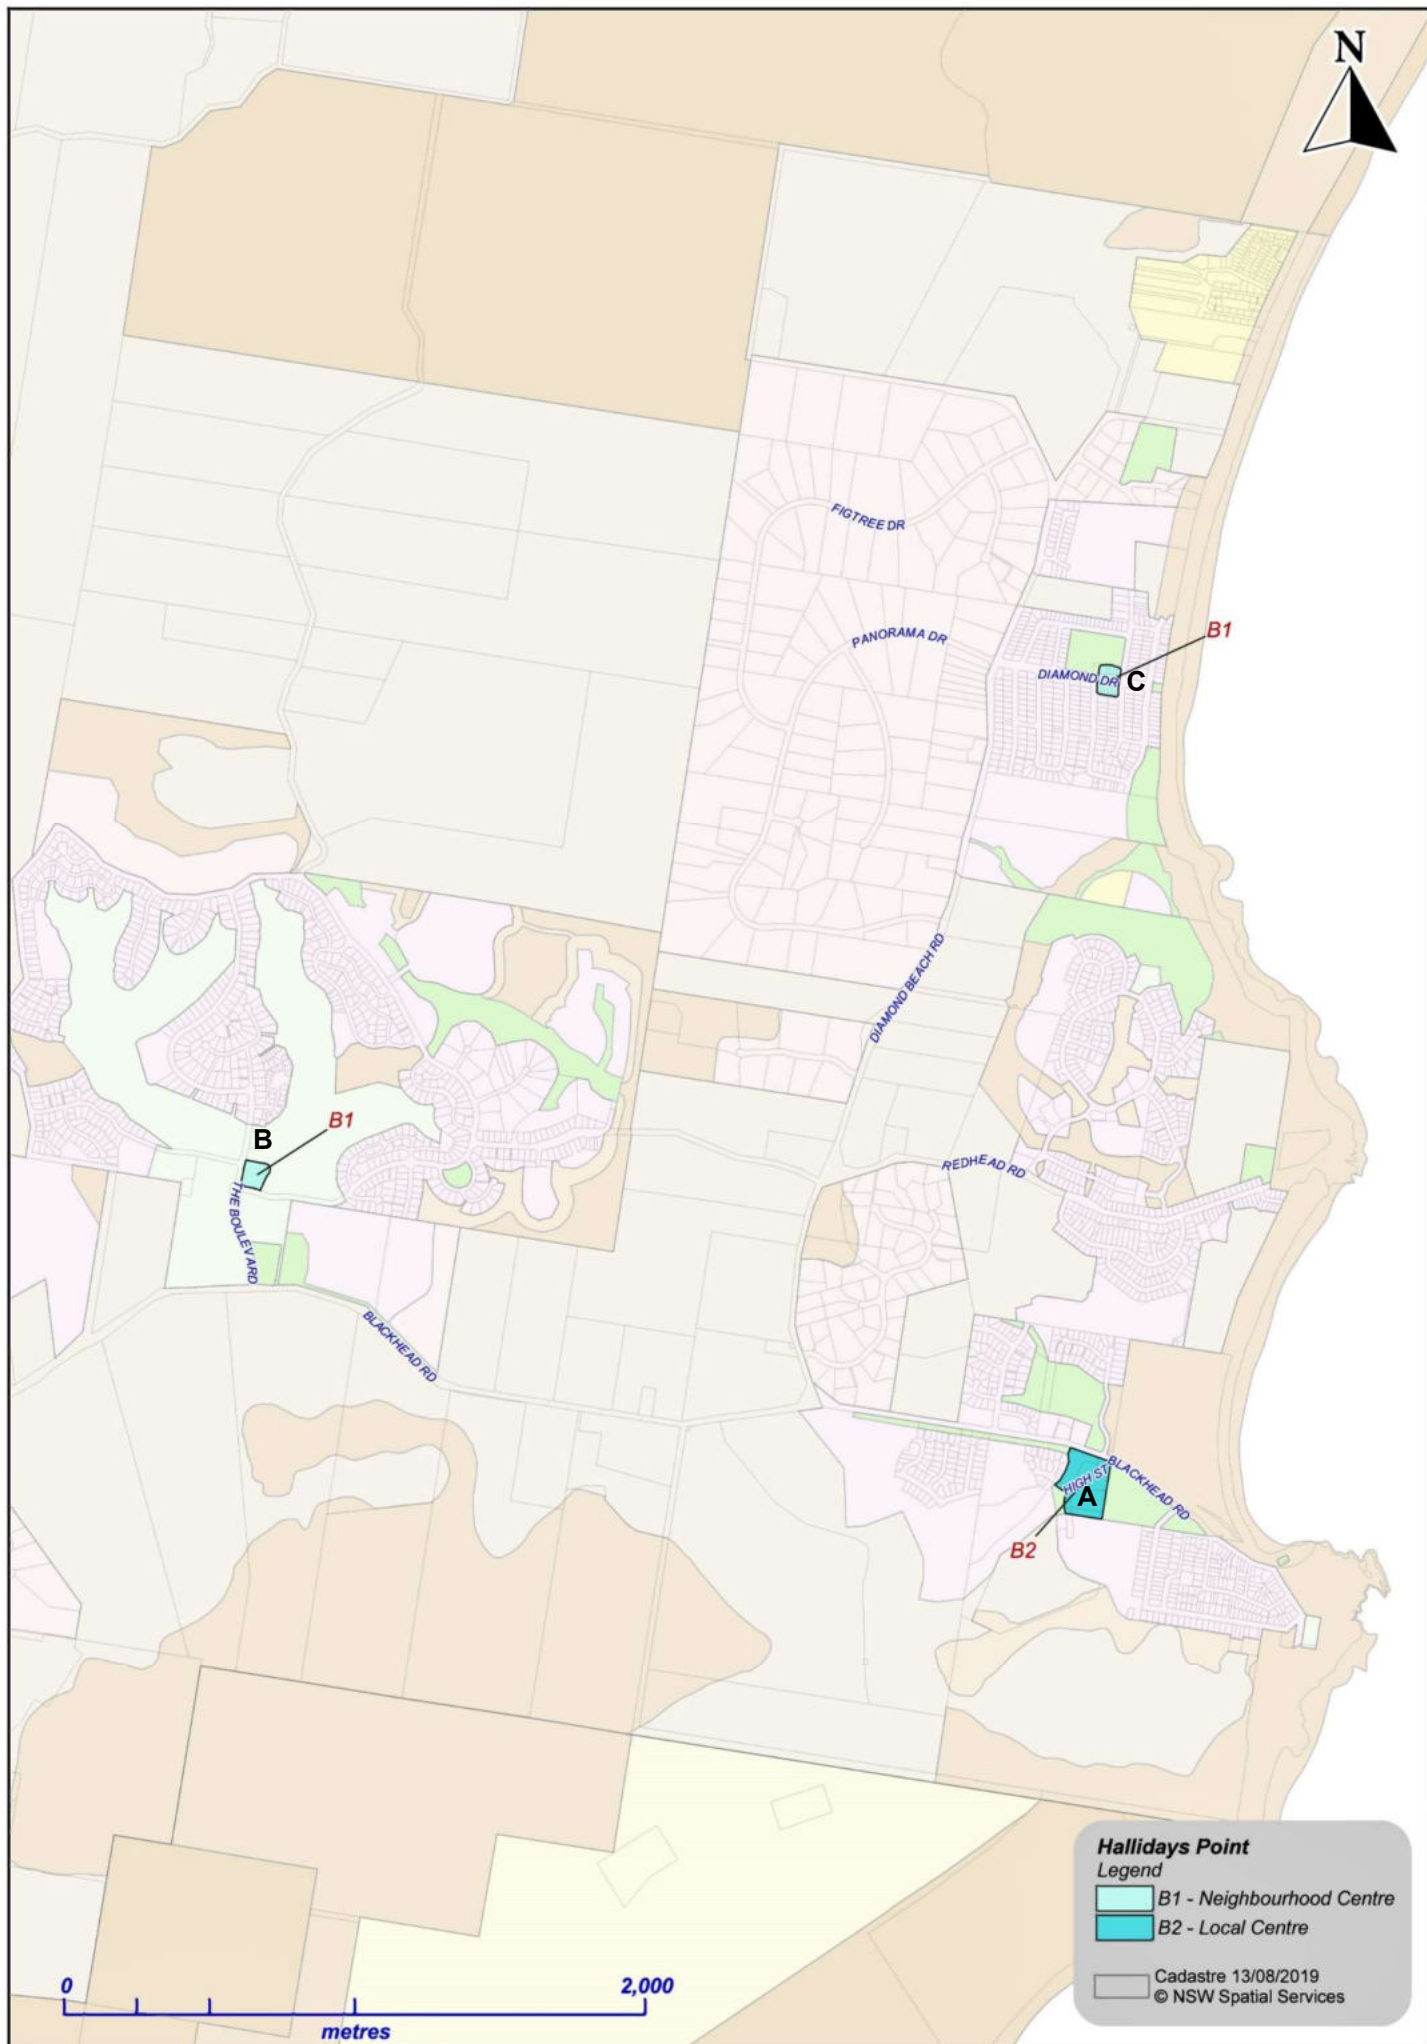 N
FIGTREE DR
B1
PANORAMA DR
DIAMOND DR
C
DIAMOND BEACH RD
B1
B
REDHEAD RD
THE BOULEVARD
BLACKHEAD RD
HIGH ST
BLACKHEAD RD
A
B2
Hallidays Point
Legend
B1 - Neighbourhood Centre
B2 - Local Centre
Cadastre 13/08/2019
© NSW Spatial Services
0 2,000
metres